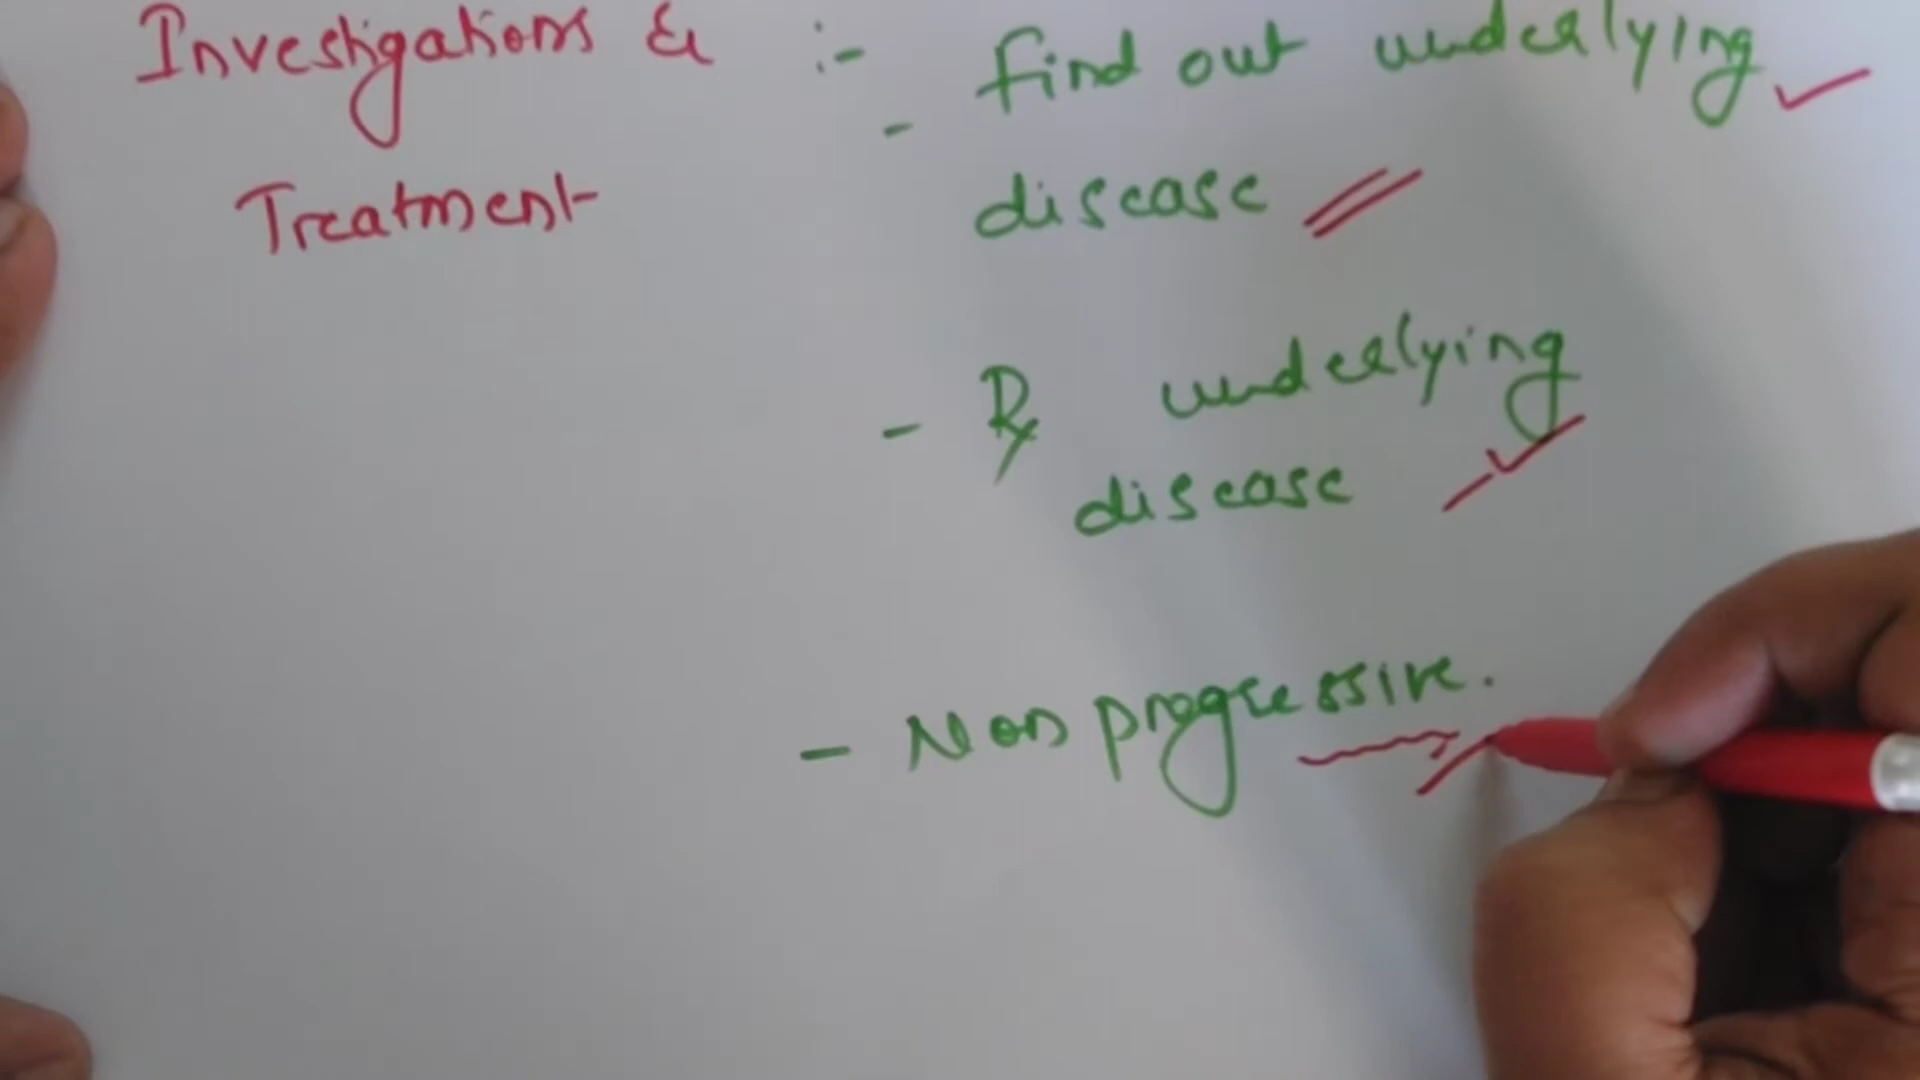 Investigations & :- find out underlying
- disease
Treatment
- Rx underlying
disease
- Non progressive.